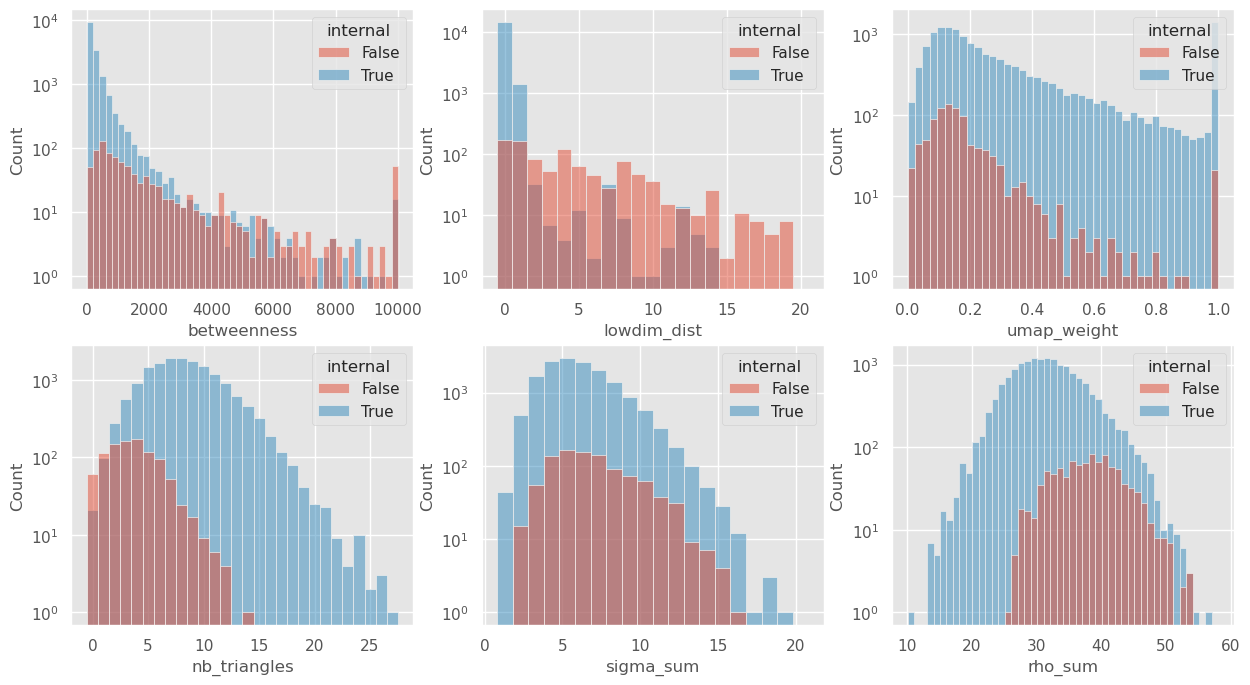 internal
False
True
10⁴
10³
10²
10¹
10⁰
Count
0 2000 4000 6000 8000 10000
betweenness
internal
False
True
10⁴
10³
10²
10¹
10⁰
Count
0 5 10 15 20
lowdim_dist
internal
False
True
10³
10²
10¹
10⁰
Count
0.0 0.2 0.4 0.6 0.8 1.0
umap_weight
internal
False
True
10³
10²
10¹
10⁰
Count
0 5 10 15 20 25
nb_triangles
internal
False
True
10³
10²
10¹
10⁰
Count
0 5 10 15 20
sigma_sum
internal
False
True
10³
10²
10¹
10⁰
Count
10 20 30 40 50 60
rho_sum